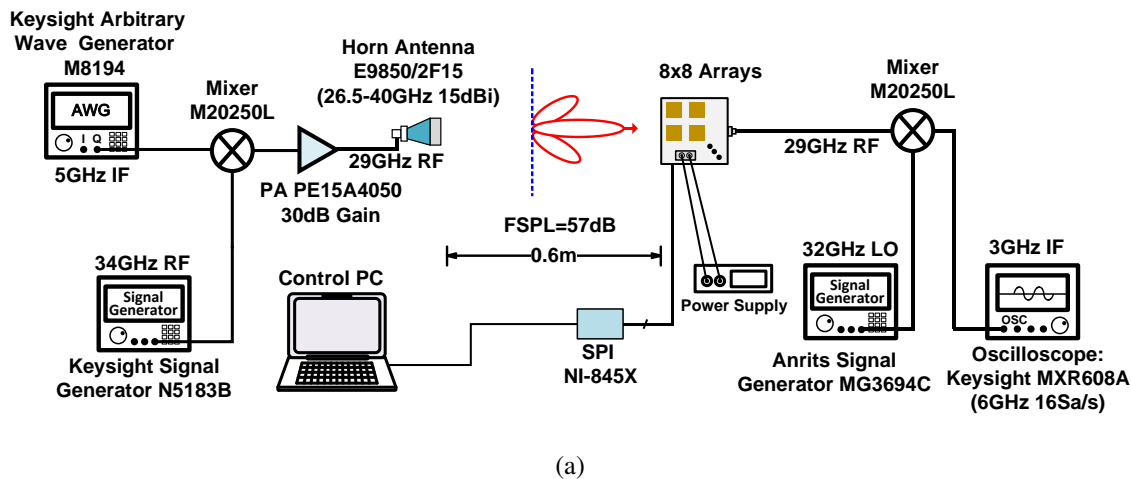 Keysight Arbitrary
Wave Generator
M8194
AWG
I Q
5GHz IF
Mixer
M20250L
Horn Antenna
E9850/2F15
(26.5-40GHz 15dBi)
29GHz RF
PA PE15A4050
30dB Gain
34GHz RF
Signal
Generator
Keysight Signal
Generator N5183B
Control PC
FSPL=57dB
0.6m
SPI
NI-845X
8x8 Arrays
Power Supply
29GHz RF
Mixer
M20250L
32GHz LO
Signal
Generator
Anrits Signal
Generator MG3694C
3GHz IF
OSC
Oscilloscope:
Keysight MXR608A
(6GHz 16Sa/s)
(a)